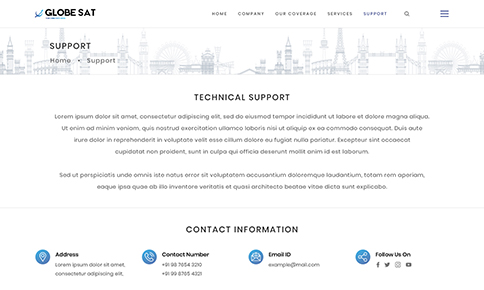 GLOBE SAT
HOME COMPANY OUR COVERAGE SERVICES SUPPORT
SUPPORT
Home • Support
TECHNICAL SUPPORT
Lorem ipsum dolor sit amet, consectetur adipiscing elit, sed do eiusmod tempor incididunt ut labore et dolore magna aliqua.
Ut enim ad minim veniam, quis nostrud exercitation ullamco laboris nisi ut aliquip ex ea commodo consequat. Duis aute
irure dolor in reprehenderit in voluptate velit esse cillum dolore eu fugiat nulla pariatur. Excepteur sint occaecat
cupidatat non proident, sunt in culpa qui officia deserunt mollit anim id est laborum.
Sed ut perspiciatis unde omnis iste natus error sit voluptatem accusantium doloremque laudantium, totam rem aperiam,
eaque ipsa quae ab illo inventore veritatis et quasi architecto beatae vitae dicta sunt explicabo.
CONTACT INFORMATION
Address
Lorem ipsum dolor sit amet,
consectetur adipiscing elit,
Contact Number
+91 98 7654 3210
+91 99 8765 4321
Email ID
example@mail.com
Follow Us On